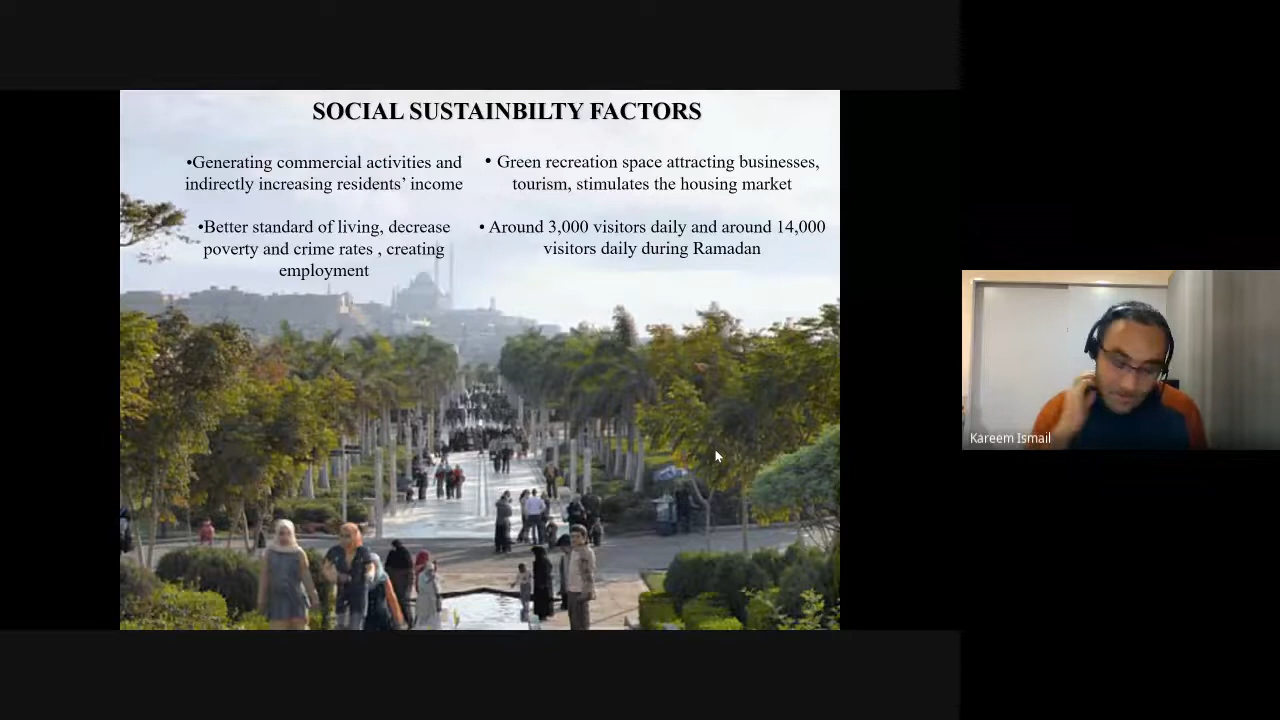 SOCIAL SUSTAINBILTY FACTORS
•Generating commercial activities and
indirectly increasing residents’ income
•Better standard of living, decrease
poverty and crime rates , creating
employment
• Green recreation space attracting businesses,
tourism, stimulates the housing market
• Around 3,000 visitors daily and around 14,000
visitors daily during Ramadan
Kareem Ismail